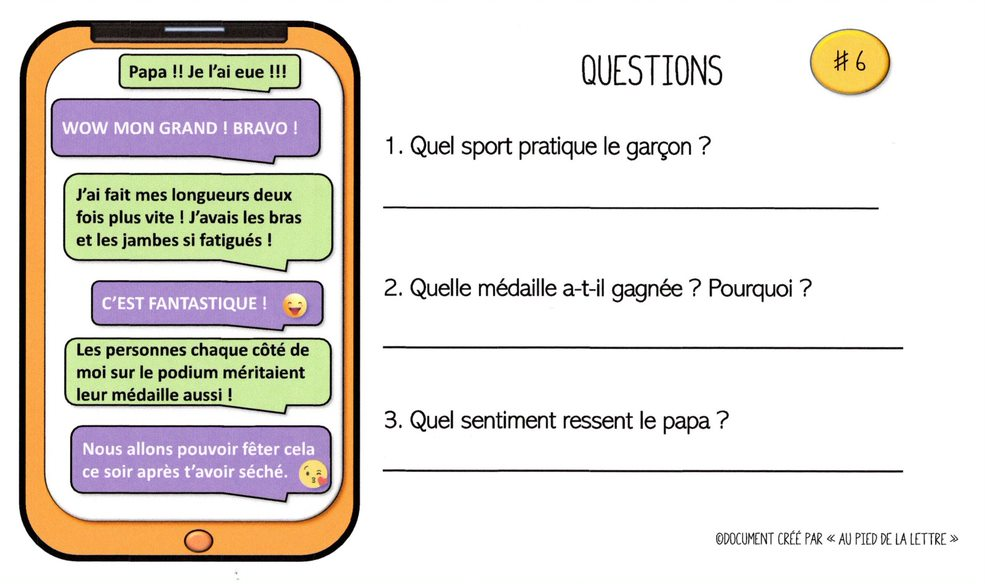 Papa !! Je l'ai eue !!!
WOW MON GRAND ! BRAVO !
J'ai fait mes longueurs deux
fois plus vite ! J'avais les bras
et les jambes si fatigués !
C'EST FANTASTIQUE !
Les personnes chaque côté de
moi sur le podium méritaient
leur médaille aussi !
Nous allons pouvoir fêter cela
ce soir après t'avoir séché.
QUESTIONS
# 6
1. Quel sport pratique le garçon ?
2. Quelle médaille a-t-il gagnée ? Pourquoi ?
3. Quel sentiment ressent le papa ?
©DOCUMENT CRÉÉ PAR « AU PIED DE LA LETTRE »